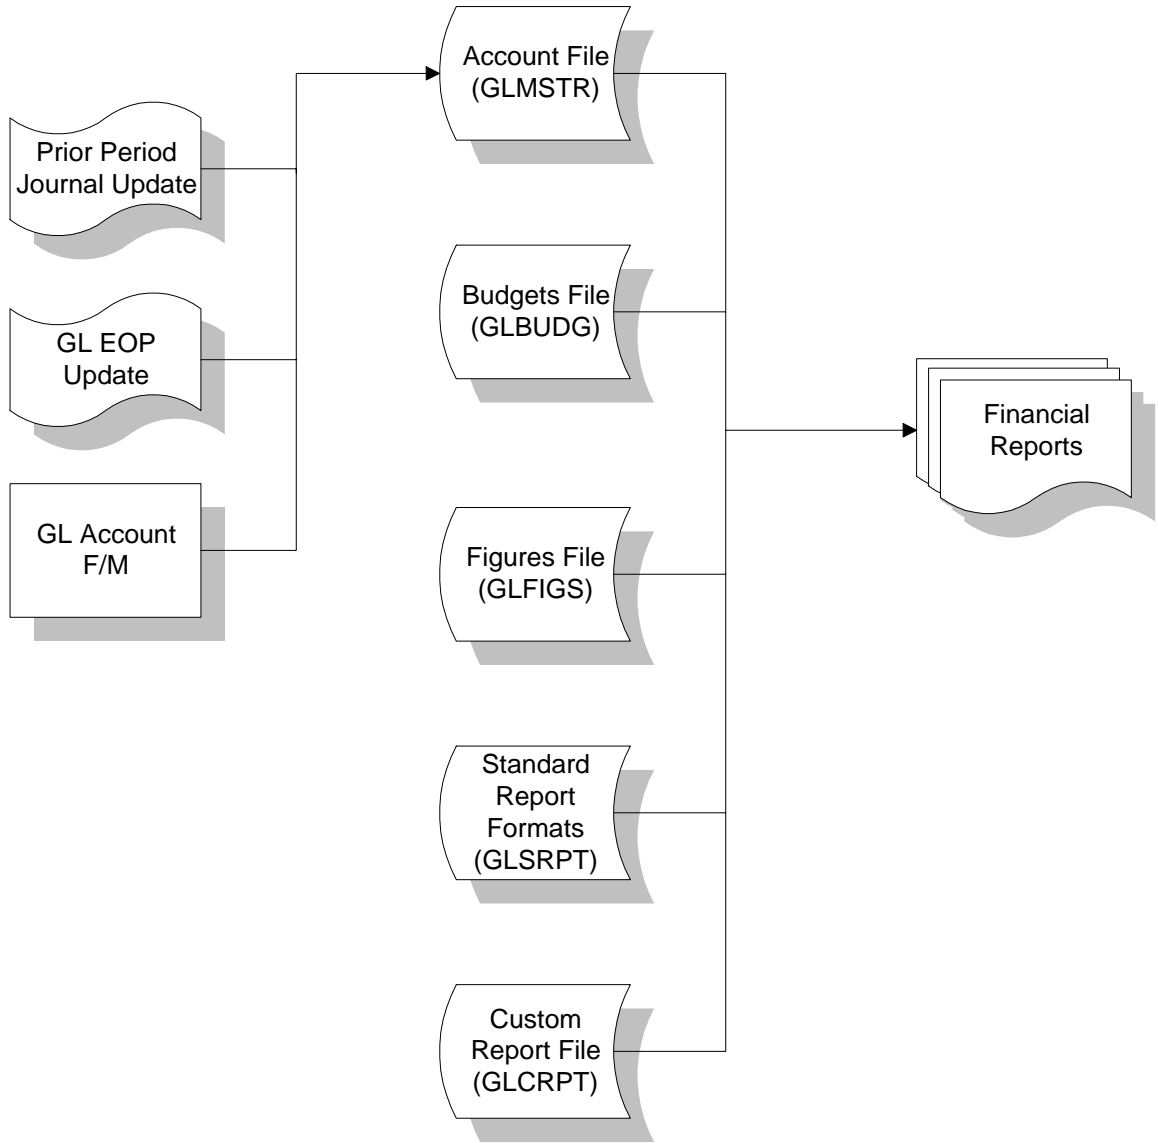 Account File
(GLMSTR)
Prior Period
Journal Update
Budgets File
(GLBUDG)
GL EOP
Update
Financial
Reports
GL Account
F/M
Figures File
(GLFIGS)
Standard
Report
Formats
(GLSRPT)
Custom
Report File
(GLCRPT)